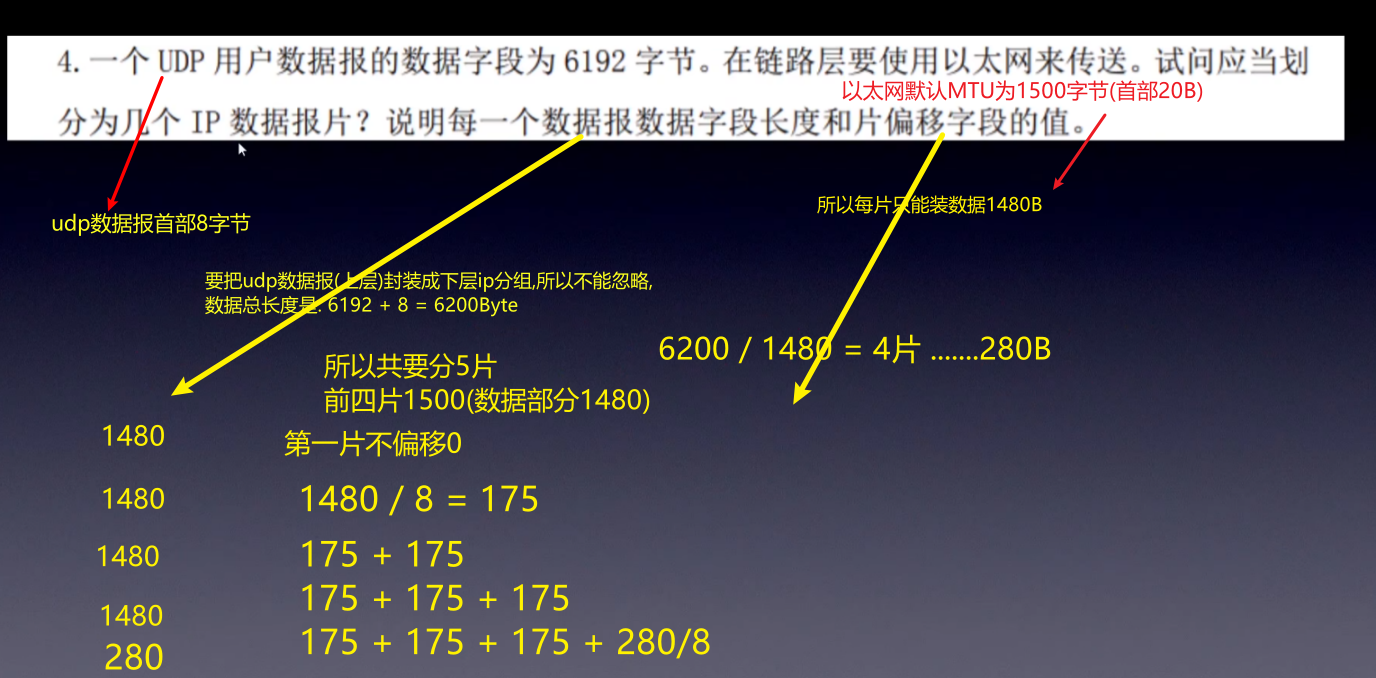 4.一个 UDP 用户数据报的数据字段为 6192 字节。在链路层要使用以太网来传送。试问应当划
以太网默认MTU为1500字节(首部20B)
分为几个 IP 数据报片？说明每一个数据报数据字段长度和片偏移字段的值。
所以每片只能装数据1480B
udp数据报首部8字节
要把udp数据报(上层)封装成下层ip分组,所以不能忽略,
数据总长度是: 6192 + 8 = 6200Byte
6200 / 1480 = 4片 .......280B
所以共要分5片
前四片1500(数据部分1480)
1480
第一片不偏移0
1480
1480 / 8 = 175
1480
175 + 175
1480
175 + 175 + 175
280
175 + 175 + 175 + 280/8